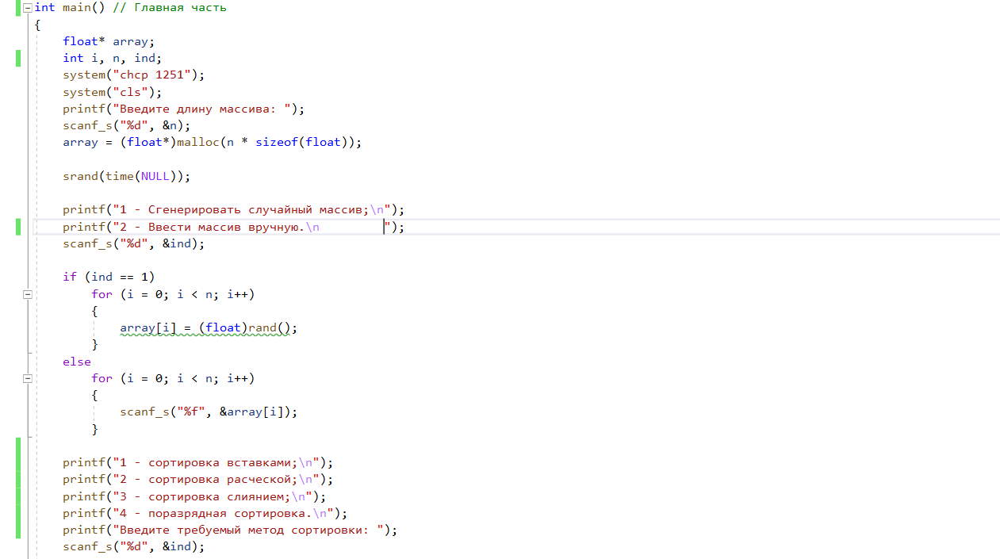 int main() // Главная часть
{
    float* array;
    int i, n, ind;
    system("chcp 1251");
    system("cls");
    printf("Введите длину массива: ");
    scanf_s("%d", &n);
    array = (float*)malloc(n * sizeof(float));

    srand(time(NULL));

    printf("1 - Сгенерировать случайный массив;\n");
    printf("2 - Ввести массив вручную.\n         ");
    scanf_s("%d", &ind);

    if (ind == 1)
        for (i = 0; i < n; i++)
        {
            array[i] = (float)rand();
        }
    else
        for (i = 0; i < n; i++)
        {
            scanf_s("%f", &array[i]);
        }

    printf("1 - сортировка вставками;\n");
    printf("2 - сортировка расческой;\n");
    printf("3 - сортировка слиянием;\n");
    printf("4 - поразрядная сортировка.\n");
    printf("Введите требуемый метод сортировки: ");
    scanf_s("%d", &ind);